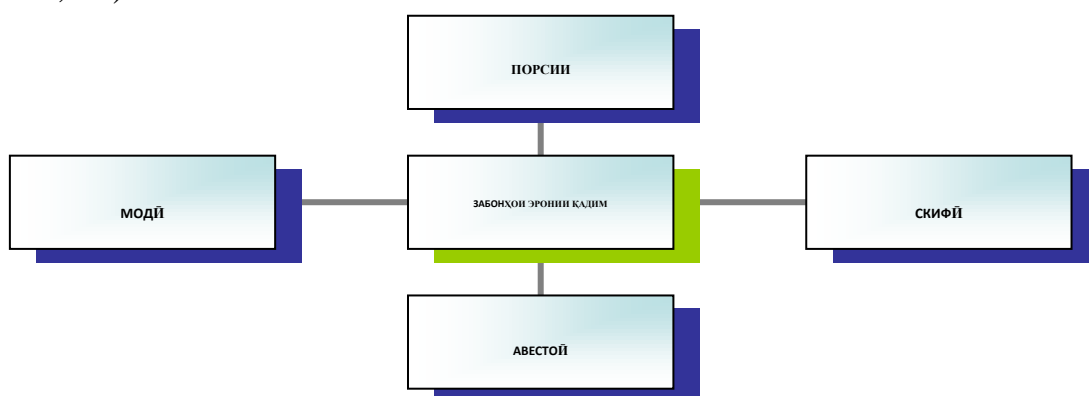 ПОРСИИ
МОДӢ
ЗАБОНҲОИ ЭРОНИИ ҚАДИМ
СКИФӢ
АВЕСТОӢ